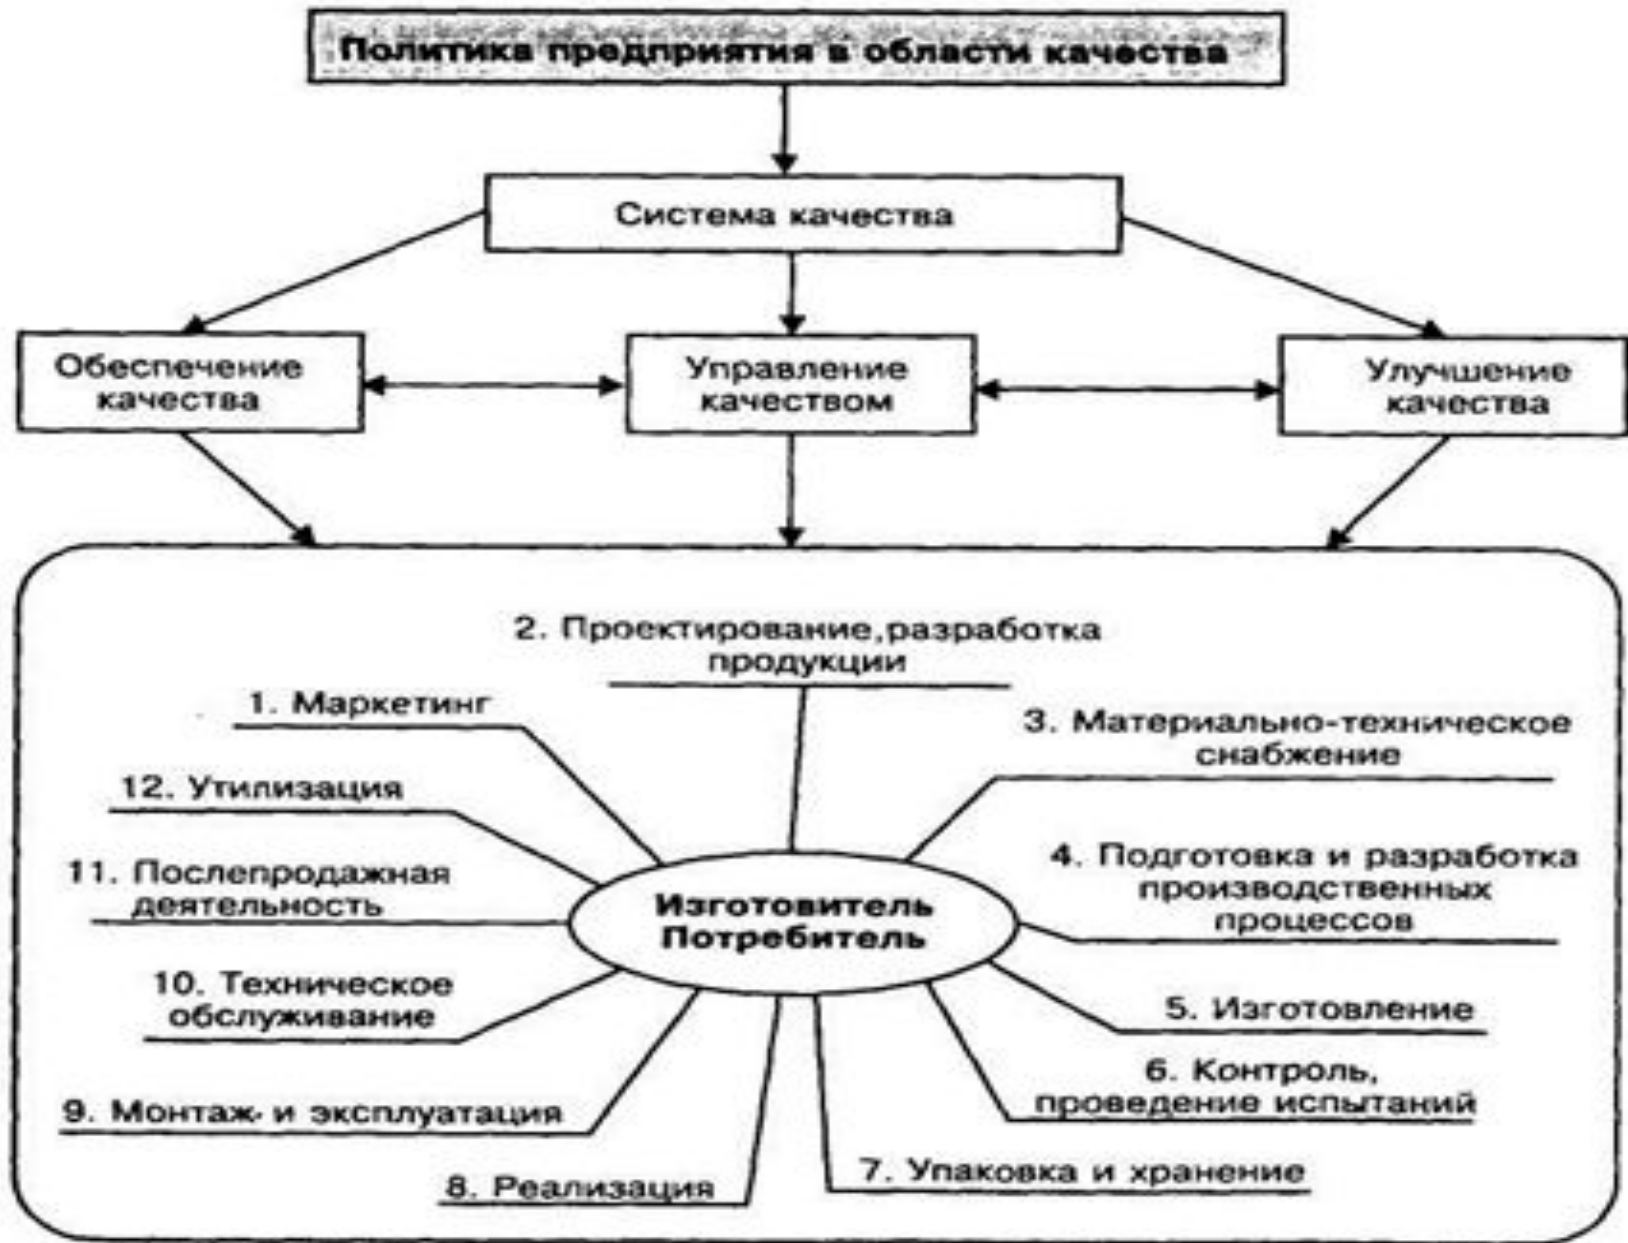 Политика предприятия в области качества
Система качества
Обеспечение
качества
Управление
качеством
Улучшение
качества
2. Проектирование,разработка
продукции
1. Маркетинг
3. Материально-техническое
снабжение
12. Утилизация
4. Подготовка и разработка
производственных
процессов
11. Послепродажная
деятельность
Изготовитель
Потребитель
10. Техническое
обслуживание
5. Изготовление
6. Контроль,
проведение испытаний
9. Монтаж и эксплуатация
7. Упаковка и хранение
8. Реализация